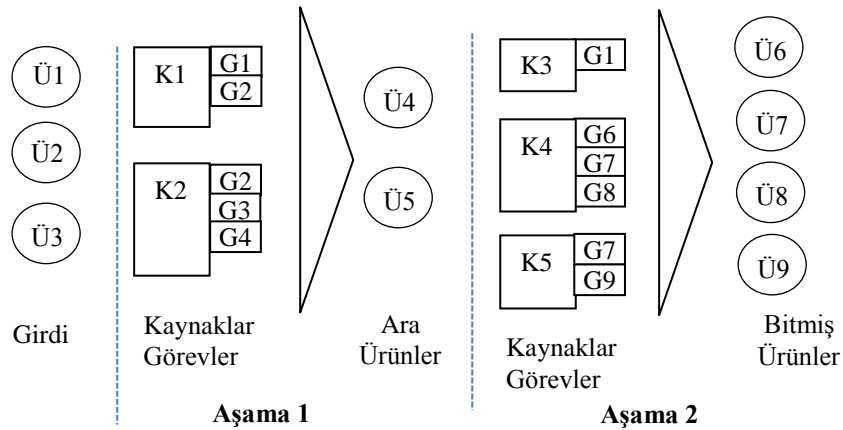 Ü1
Ü2
Ü3
Girdi
K1
G1
G2
K2
G2
G3
G4
Kaynaklar
Görevler
Ü4
Ü5
Ara
Ürünler
Aşama 1
K3
G1
K4
G6
G7
G8
K5
G7
G9
Kaynaklar
Görevler
Ü6
Ü7
Ü8
Ü9
Bitmiş
Ürünler
Aşama 2